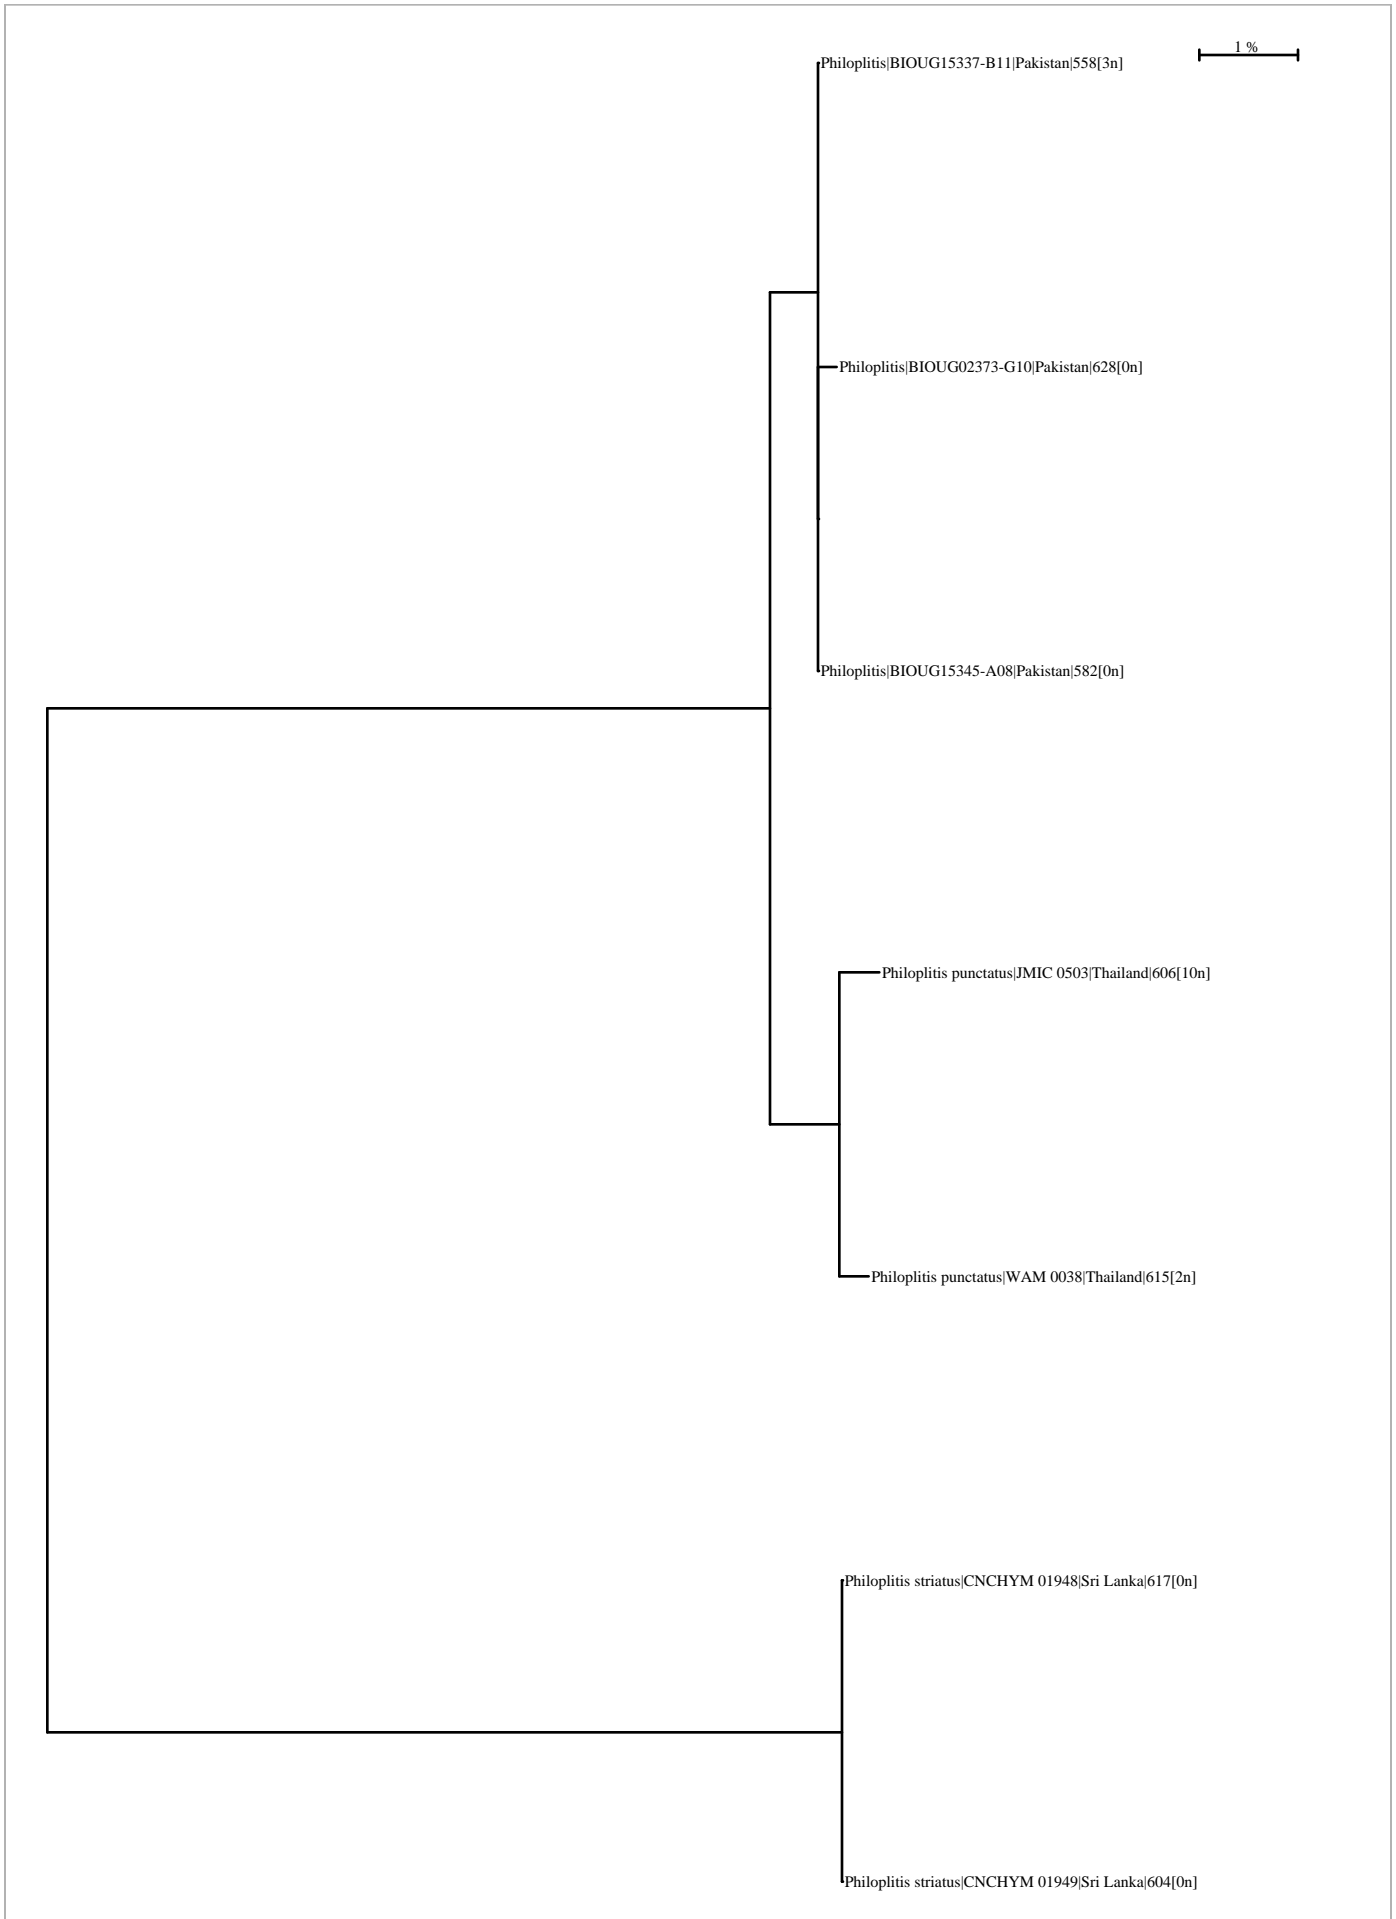 1 %
Philoplitis|BIOUG15337-B11|Pakistan|558[3n]
Philoplitis|BIOUG02373-G10|Pakistan|628[0n]
Philoplitis|BIOUG15345-A08|Pakistan|582[0n]
Philoplitis punctatus|JMIC 0503|Thailand|606[10n]
Philoplitis punctatus|WAM 0038|Thailand|615[2n]
Philoplitis striatus|CNCHYM 01948|Sri Lanka|617[0n]
Philoplitis striatus|CNCHYM 01949|Sri Lanka|604[0n]